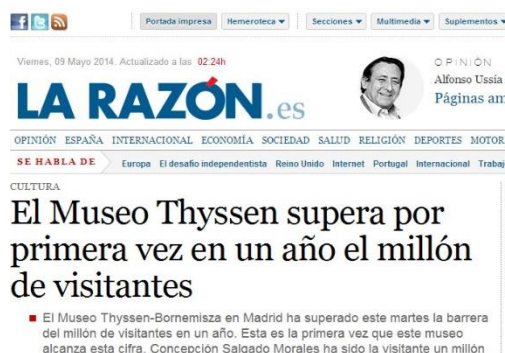 Portada impresa Hemeroteca Secciones Multimedia Suplementos
Viernes, 09 Mayo 2014. Actualizado a las 02:24h
OPINIÓN
Alfonso Ussía
Páginas am
LA RAZÓN.es
OPINIÓN ESPAÑA INTERNACIONAL ECONOMÍA SOCIEDAD SALUD RELIGIÓN DEPORTES MOTOR
SE HABLA DE Europa El desafío independentista Reino Unido Internet Portugal Internacional Trabaj
CULTURA
El Museo Thyssen supera por
primera vez en un año el millón
de visitantes
El Museo Thyssen-Bornemisza en Madrid ha superado este martes la barrera
del millón de visitantes en un año. Esta es la primera vez que este museo
alcanza esta cifra. Concepción Salgado Morales ha sido la visitante un millón